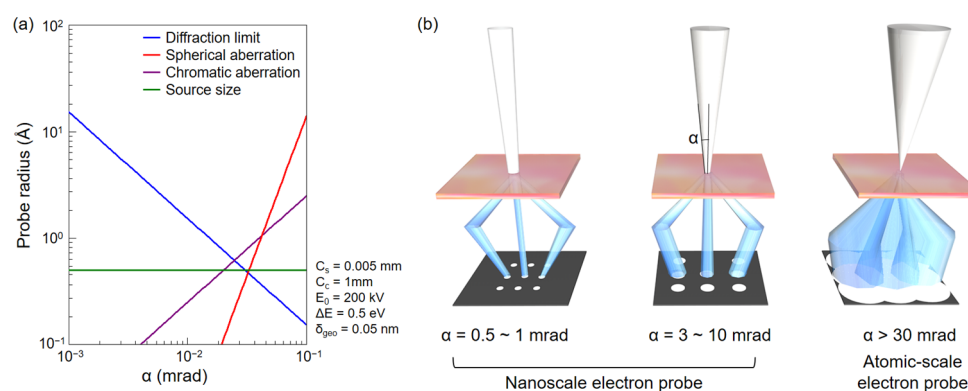 (a)
10²
10¹
10⁰
10⁻¹
Probe radius (Å)
Diffraction limit
Spherical aberration
Chromatic aberration
Source size
10⁻³
10⁻²
10⁻¹
α (mrad)
Cₛ = 0.005 mm
C꜀ = 1mm
E₀ = 200 kV
ΔE = 0.5 eV
δgeo = 0.05 nm
(b)
α
α = 0.5 ~ 1 mrad
α = 3 ~ 10 mrad
α > 30 mrad
Nanoscale electron probe
Atomic-scale
electron probe